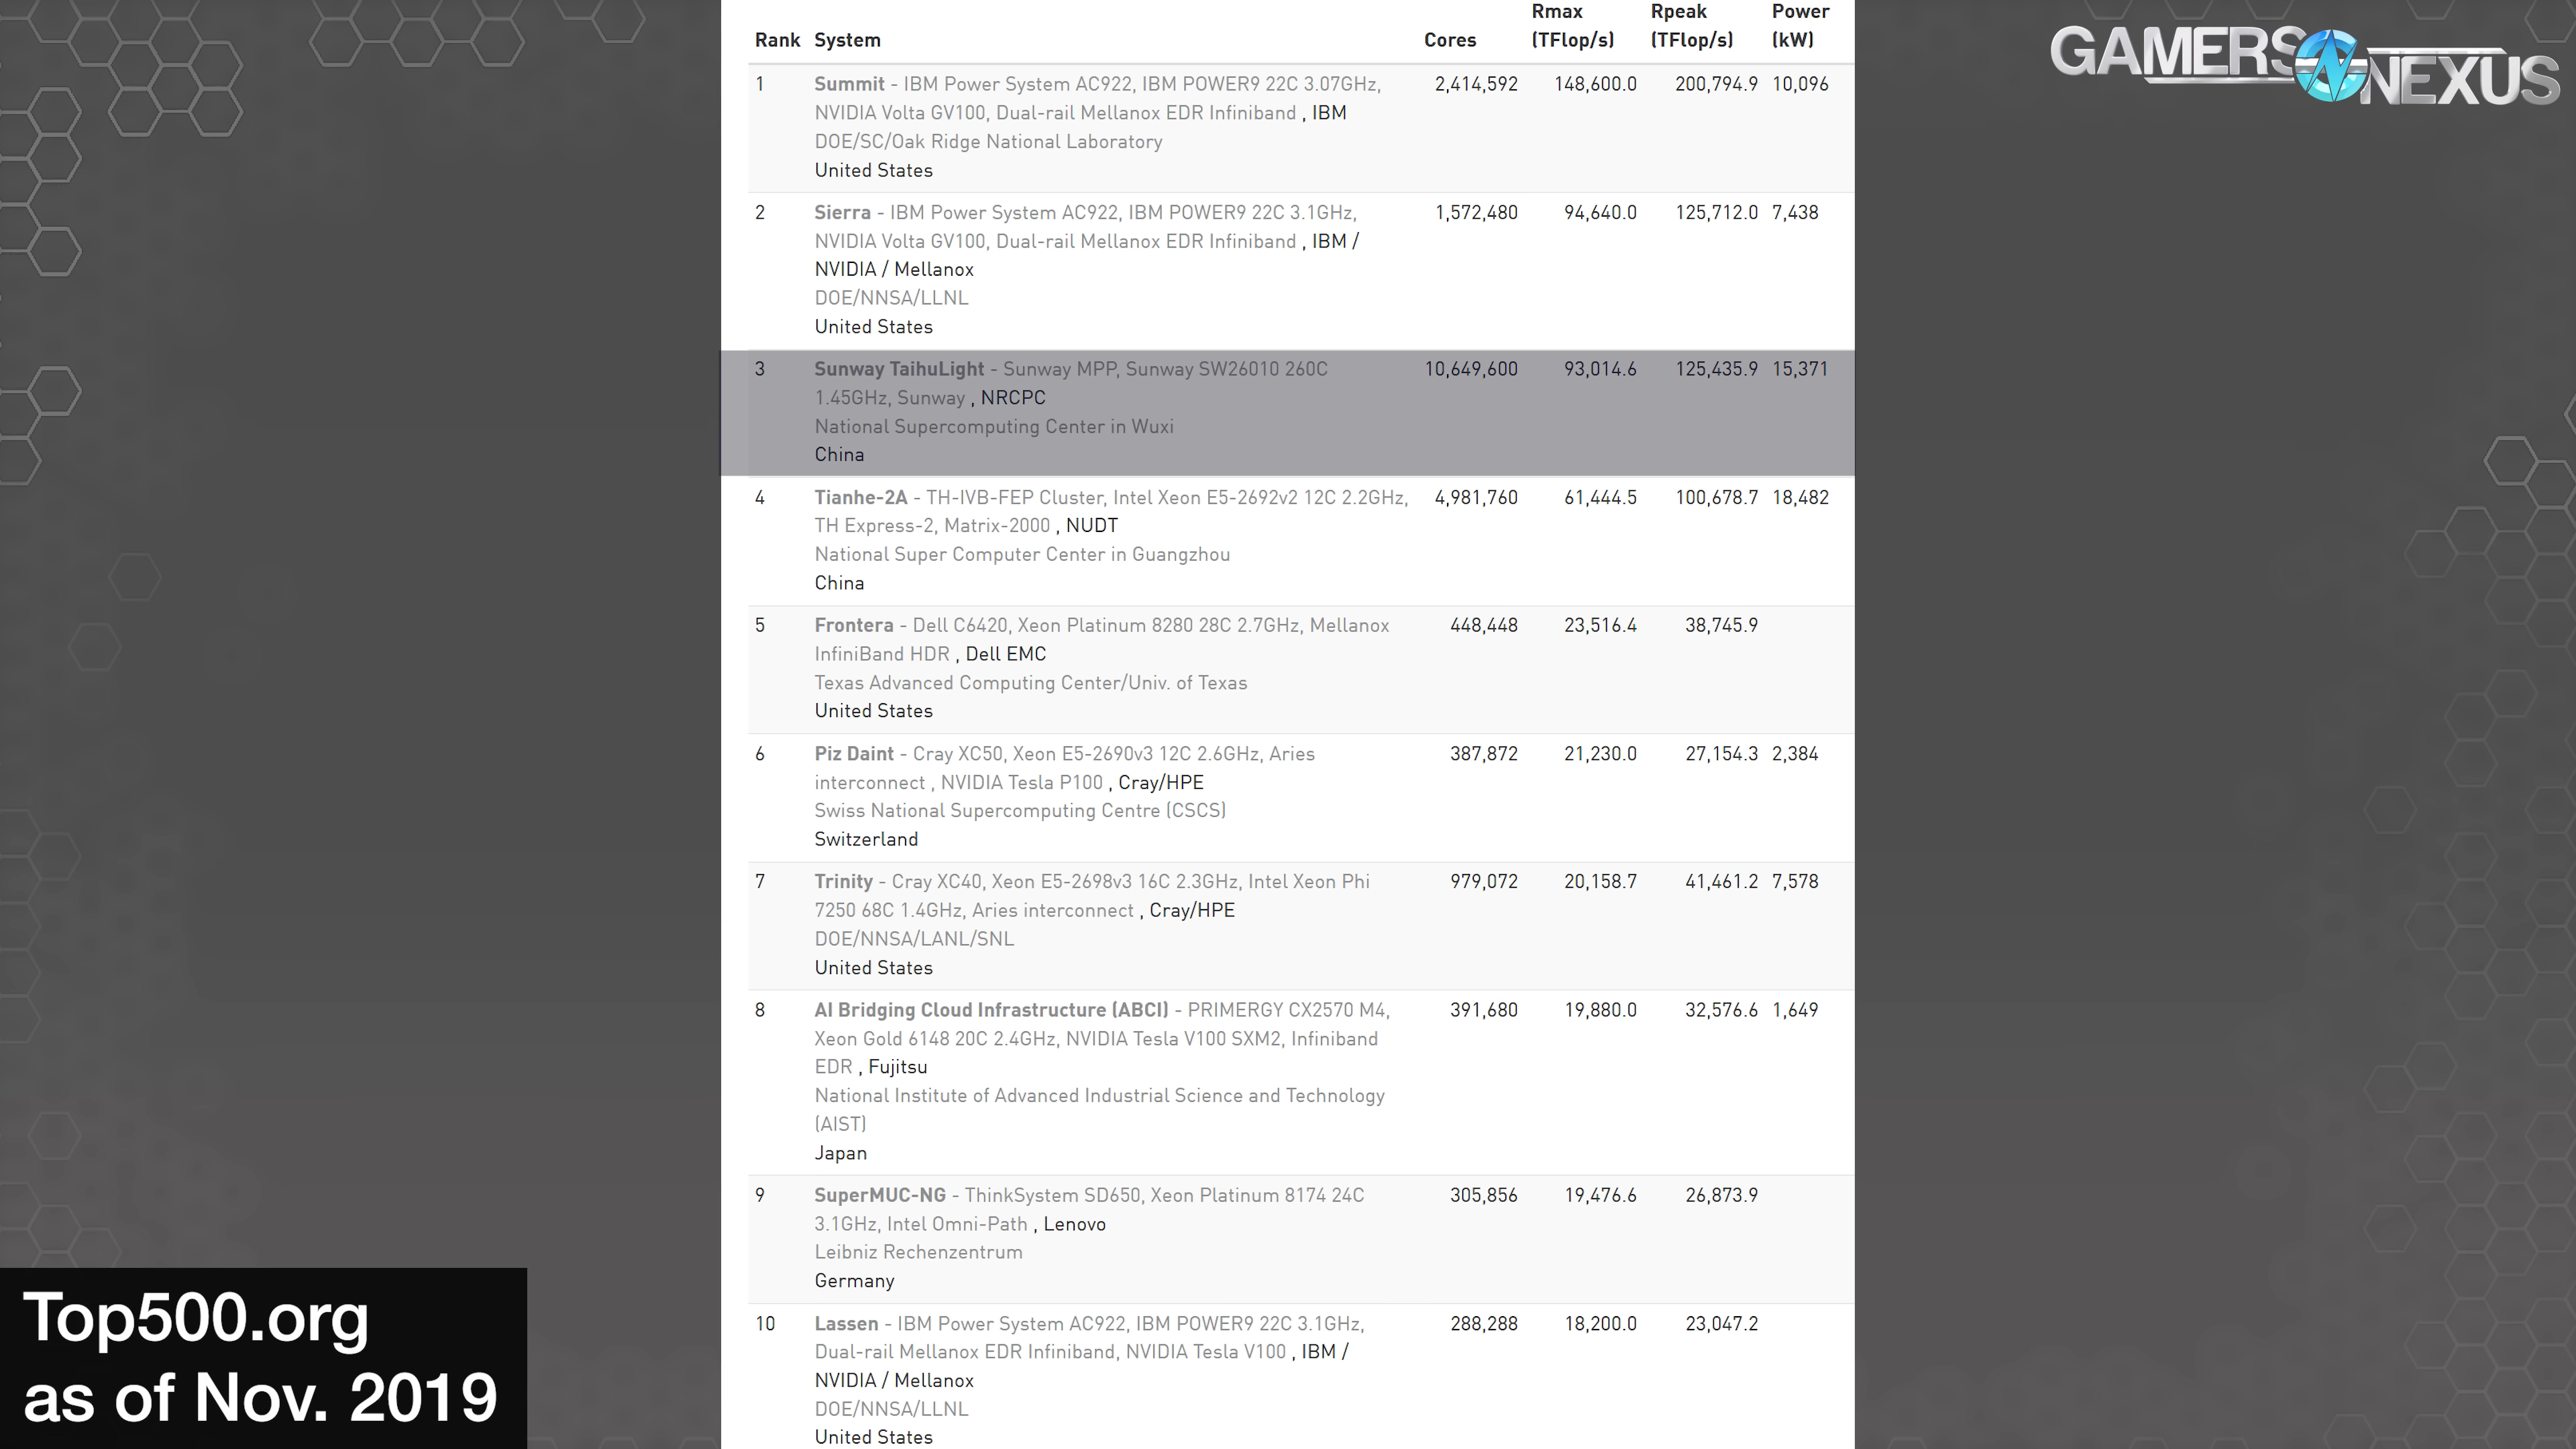 GAMERS NEXUS
Rmax Rpeak Power
Rank System Cores (TFlop/s) (TFlop/s) (kW)
1 Summit - IBM Power System AC922, IBM POWER9 22C 3.07GHz, 2,414,592 148,600.0 200,794.9 10,096
NVIDIA Volta GV100, Dual-rail Mellanox EDR Infiniband , IBM
DOE/SC/Oak Ridge National Laboratory
United States
2 Sierra - IBM Power System AC922, IBM POWER9 22C 3.1GHz, 1,572,480 94,640.0 125,712.0 7,438
NVIDIA Volta GV100, Dual-rail Mellanox EDR Infiniband , IBM /
NVIDIA / Mellanox
DOE/NNSA/LLNL
United States
3 Sunway TaihuLight - Sunway MPP, Sunway SW26010 260C 10,649,600 93,014.6 125,435.9 15,371
1.45GHz, Sunway , NRCPC
National Supercomputing Center in Wuxi
China
4 Tianhe-2A - TH-IVB-FEP Cluster, Intel Xeon E5-2692v2 12C 2.2GHz, 4,981,760 61,444.5 100,678.7 18,482
TH Express-2, Matrix-2000 , NUDT
National Super Computer Center in Guangzhou
China
5 Frontera - Dell C6420, Xeon Platinum 8280 28C 2.7GHz, Mellanox 448,448 23,516.4 38,745.9
InfiniBand HDR , Dell EMC
Texas Advanced Computing Center/Univ. of Texas
United States
6 Piz Daint - Cray XC50, Xeon E5-2690v3 12C 2.6GHz, Aries 387,872 21,230.0 27,154.3 2,384
interconnect , NVIDIA Tesla P100 , Cray/HPE
Swiss National Supercomputing Centre (CSCS)
Switzerland
7 Trinity - Cray XC40, Xeon E5-2698v3 16C 2.3GHz, Intel Xeon Phi 979,072 20,158.7 41,461.2 7,578
7250 68C 1.4GHz, Aries interconnect , Cray/HPE
DOE/NNSA/LANL/SNL
United States
8 AI Bridging Cloud Infrastructure (ABCI) - PRIMERGY CX2570 M4, 391,680 19,880.0 32,576.6 1,649
Xeon Gold 6148 20C 2.4GHz, NVIDIA Tesla V100 SXM2, Infiniband
EDR , Fujitsu
National Institute of Advanced Industrial Science and Technology
(AIST)
Japan
9 SuperMUC-NG - ThinkSystem SD650, Xeon Platinum 8174 24C 305,856 19,476.6 26,873.9
3.1GHz, Intel Omni-Path , Lenovo
Leibniz Rechenzentrum
Germany
10 Lassen - IBM Power System AC922, IBM POWER9 22C 3.1GHz, 288,288 18,200.0 23,047.2
Dual-rail Mellanox EDR Infiniband, NVIDIA Tesla V100 , IBM /
NVIDIA / Mellanox
DOE/NNSA/LLNL
United States
Top500.org
as of Nov. 2019